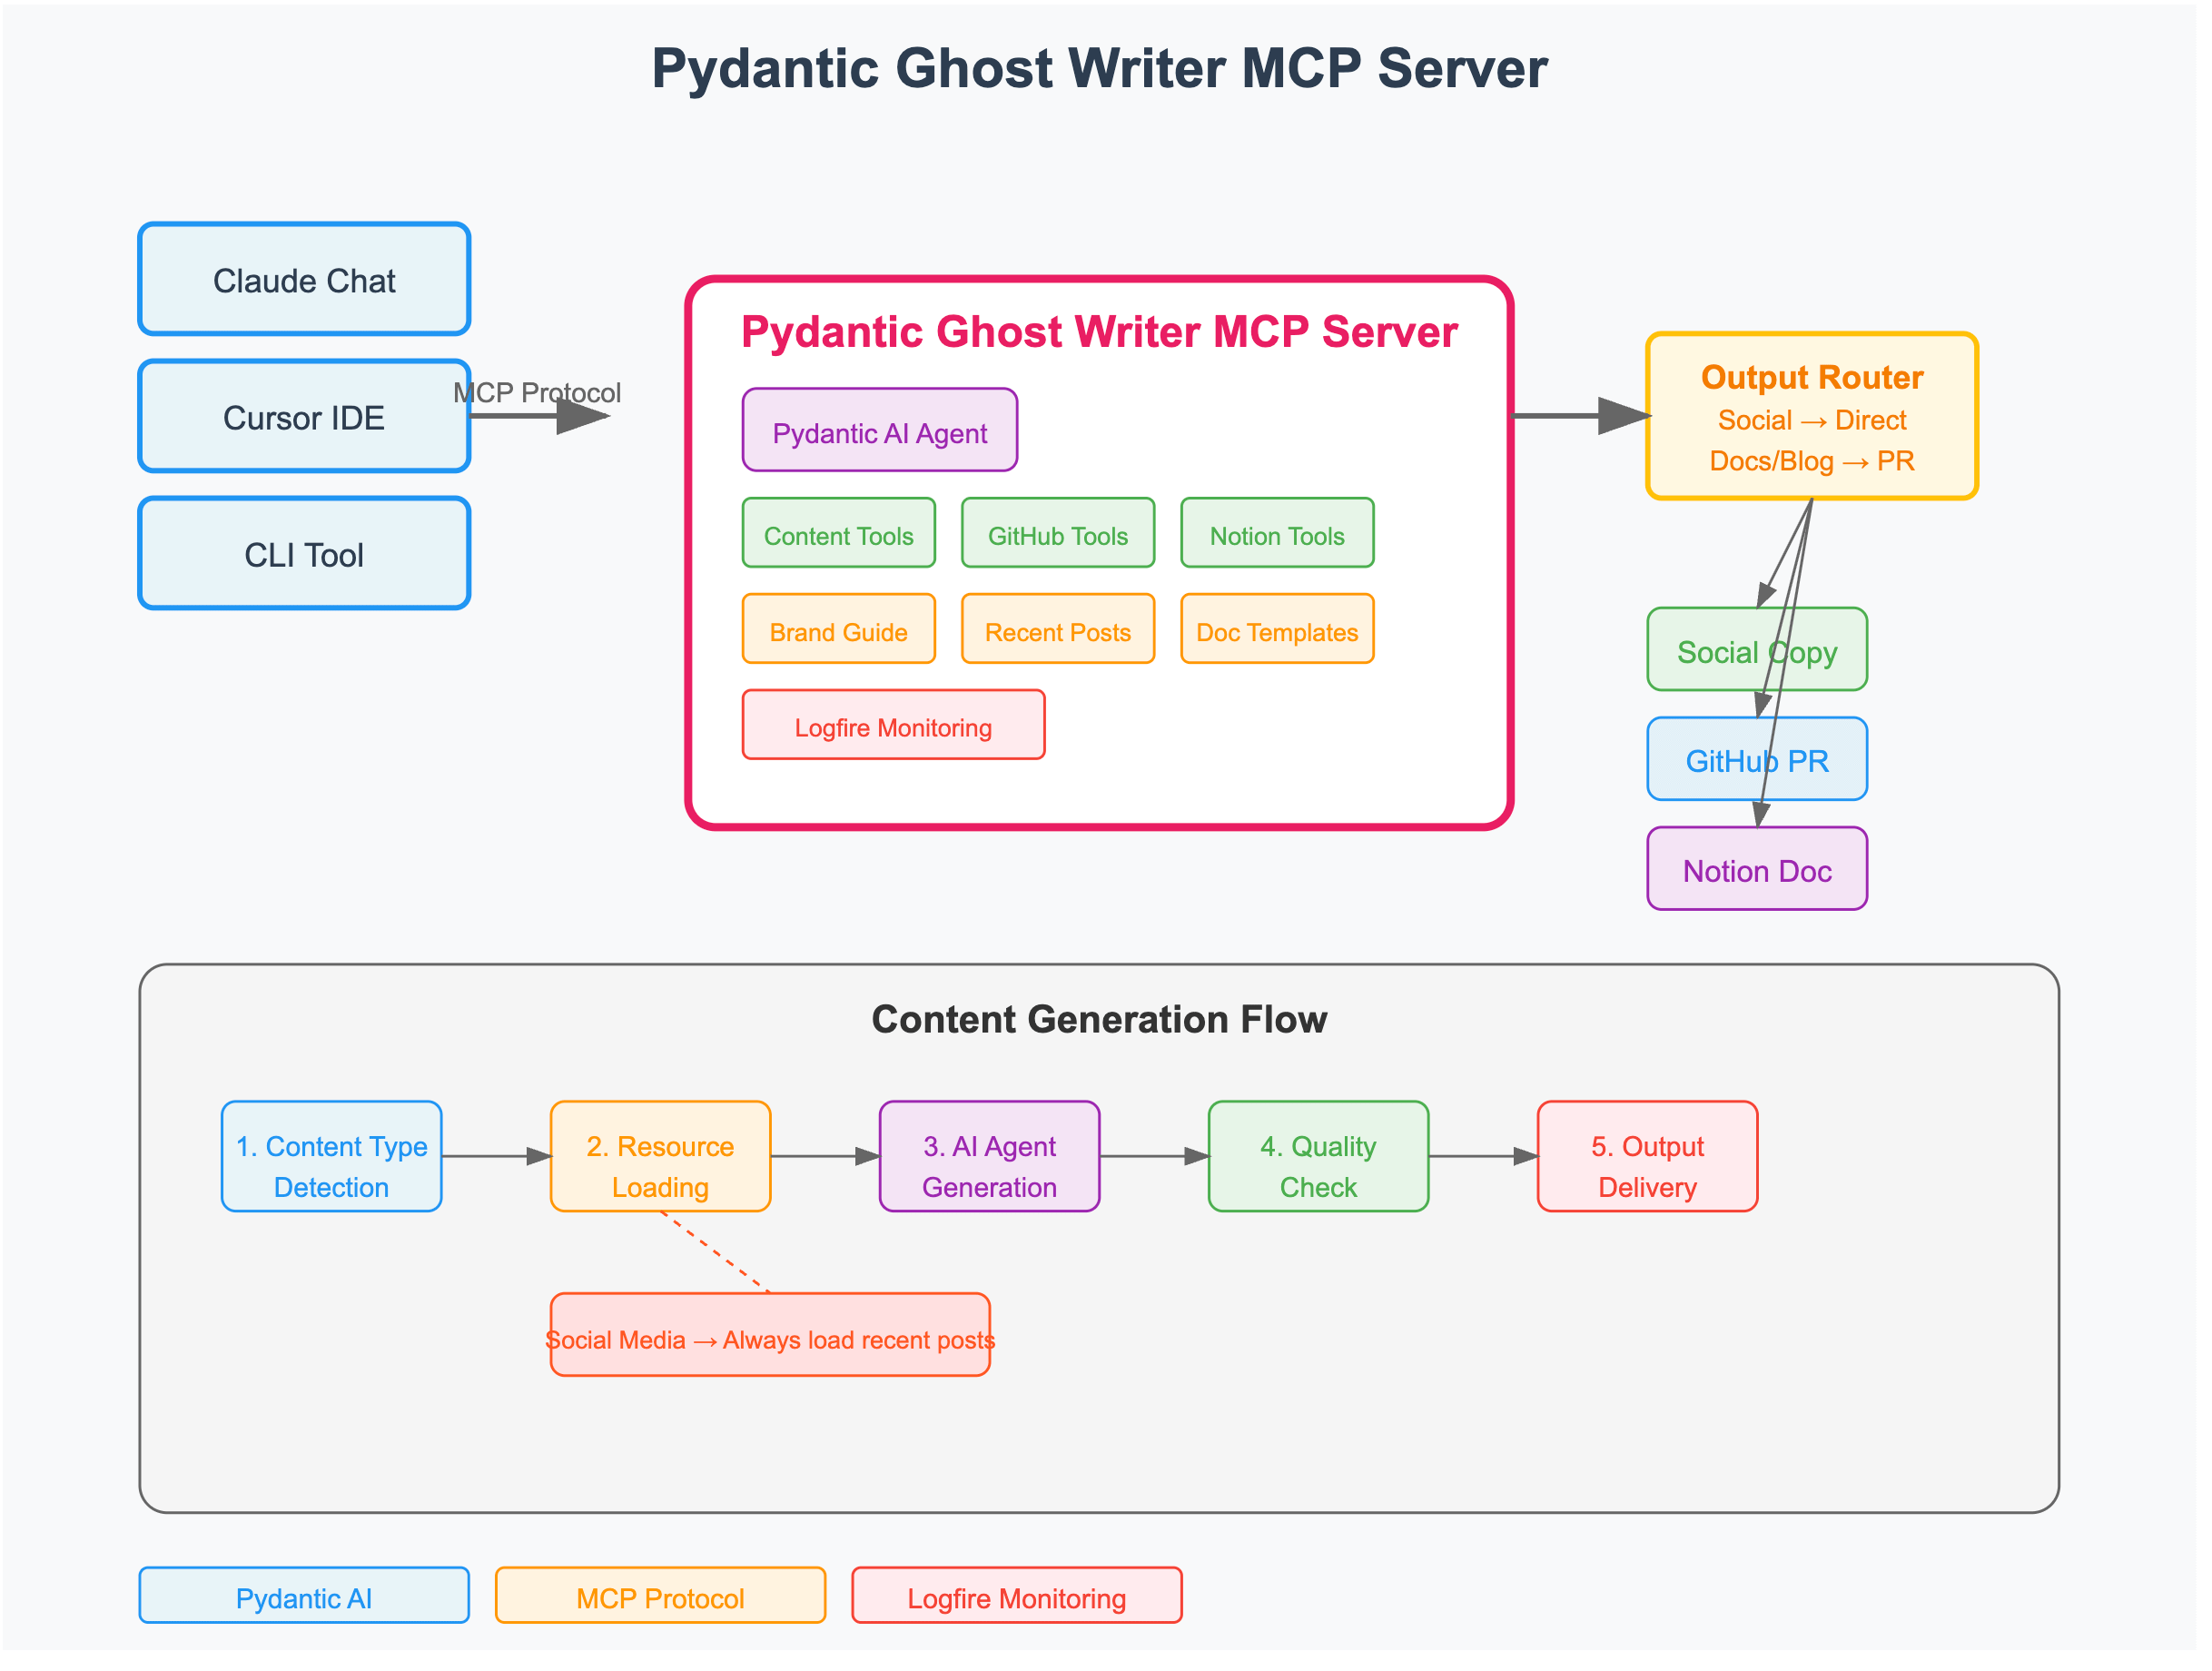 Pydantic Ghost Writer MCP Server
Claude Chat
Cursor IDE
CLI Tool
MCP Protocol
Pydantic Ghost Writer MCP Server
Pydantic AI Agent
Content Tools
GitHub Tools
Notion Tools
Brand Guide
Recent Posts
Doc Templates
Logfire Monitoring
Output Router
Social → Direct
Docs/Blog → PR
Social Copy
GitHub PR
Notion Doc
Content Generation Flow
1. Content Type
Detection
2. Resource
Loading
3. AI Agent
Generation
4. Quality
Check
5. Output
Delivery
Social Media → Always load recent posts
Pydantic AI
MCP Protocol
Logfire Monitoring